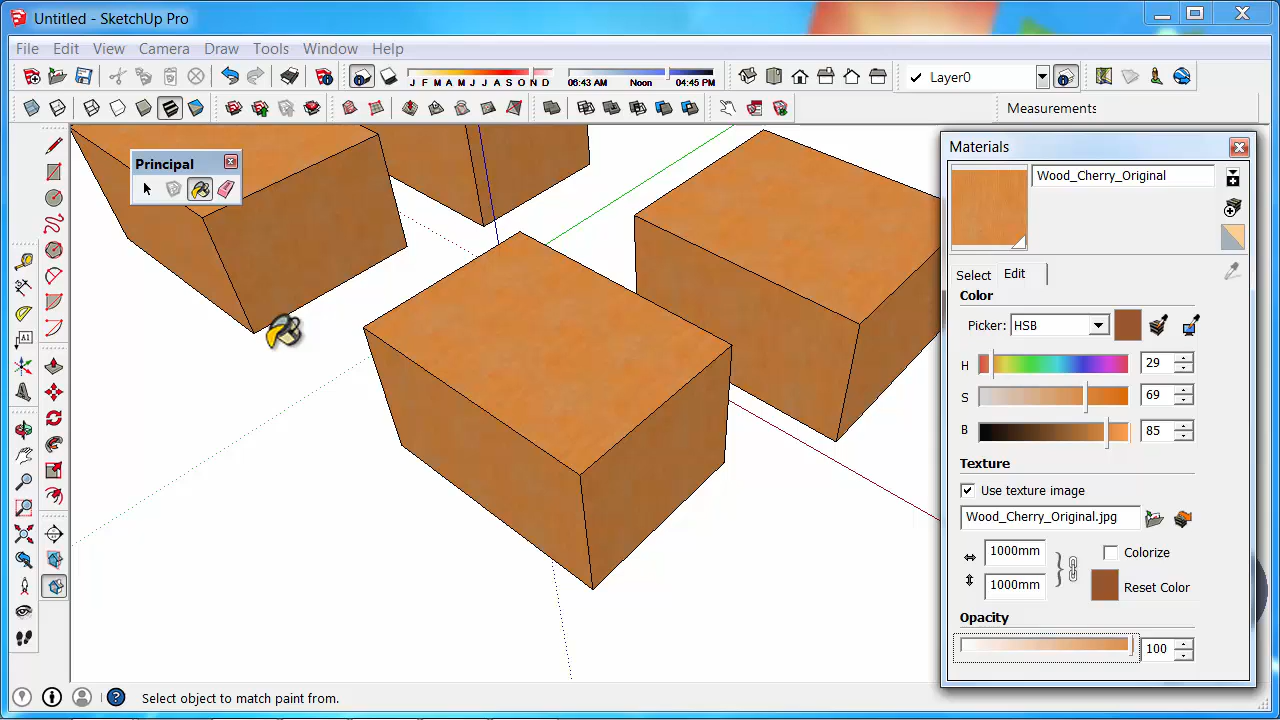 Untitled - SketchUp Pro
File Edit View Camera Draw Tools Window Help
J F M A M J J A S O N D 06:43 AM Noon 04:45 PM Layer0
Measurements
Principal
Materials
Wood_Cherry_Original
Select Edit
Color
Picker: HSB
H 29
S 69
B 85
Texture
Use texture image
Wood_Cherry_Original.jpg
1000mm Colorize
1000mm Reset Color
Opacity
100
A1
Select object to match paint from.